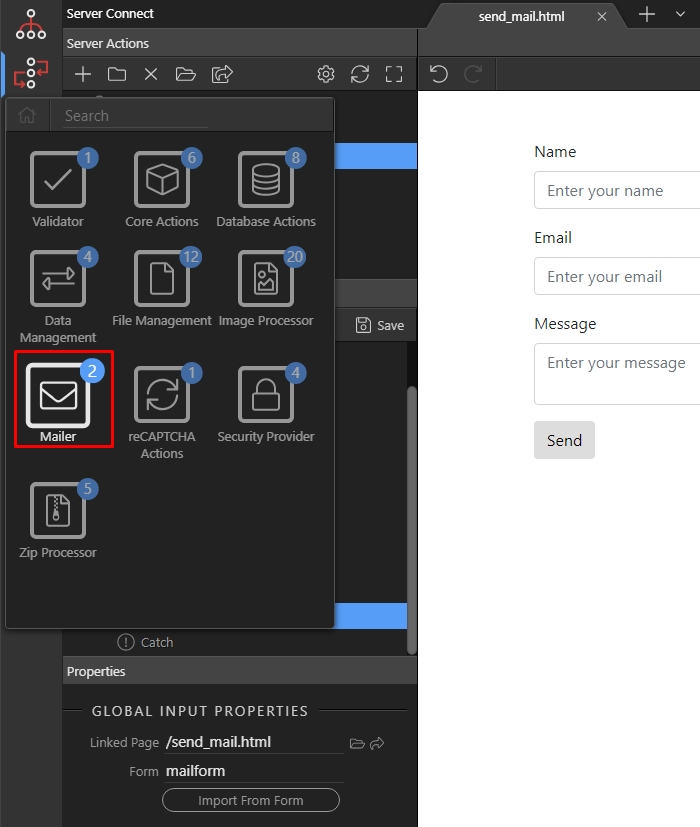 Server Connect
send_mail.html
Server Actions
Search
1
6
8
Validator
Core Actions
Database Actions
4
12
20
Data
Management
File Management
Image Processor
Save
2
1
4
Mailer
reCAPTCHA
Actions
Security Provider
5
Zip Processor
Catch
Properties
GLOBAL INPUT PROPERTIES
Linked Page /send_mail.html
Form mailform
Import From Form
Name
Enter your name
Email
Enter your email
Message
Enter your message
Send